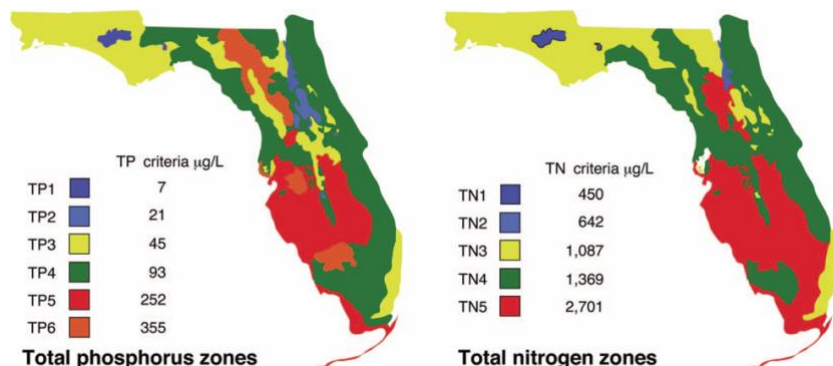 TP criteria μg/L
TP1 7
TP2 21
TP3 45
TP4 93
TP5 252
TP6 355
Total phosphorus zones
TN criteria μg/L
TN1 450
TN2 642
TN3 1,087
TN4 1,369
TN5 2,701
Total nitrogen zones